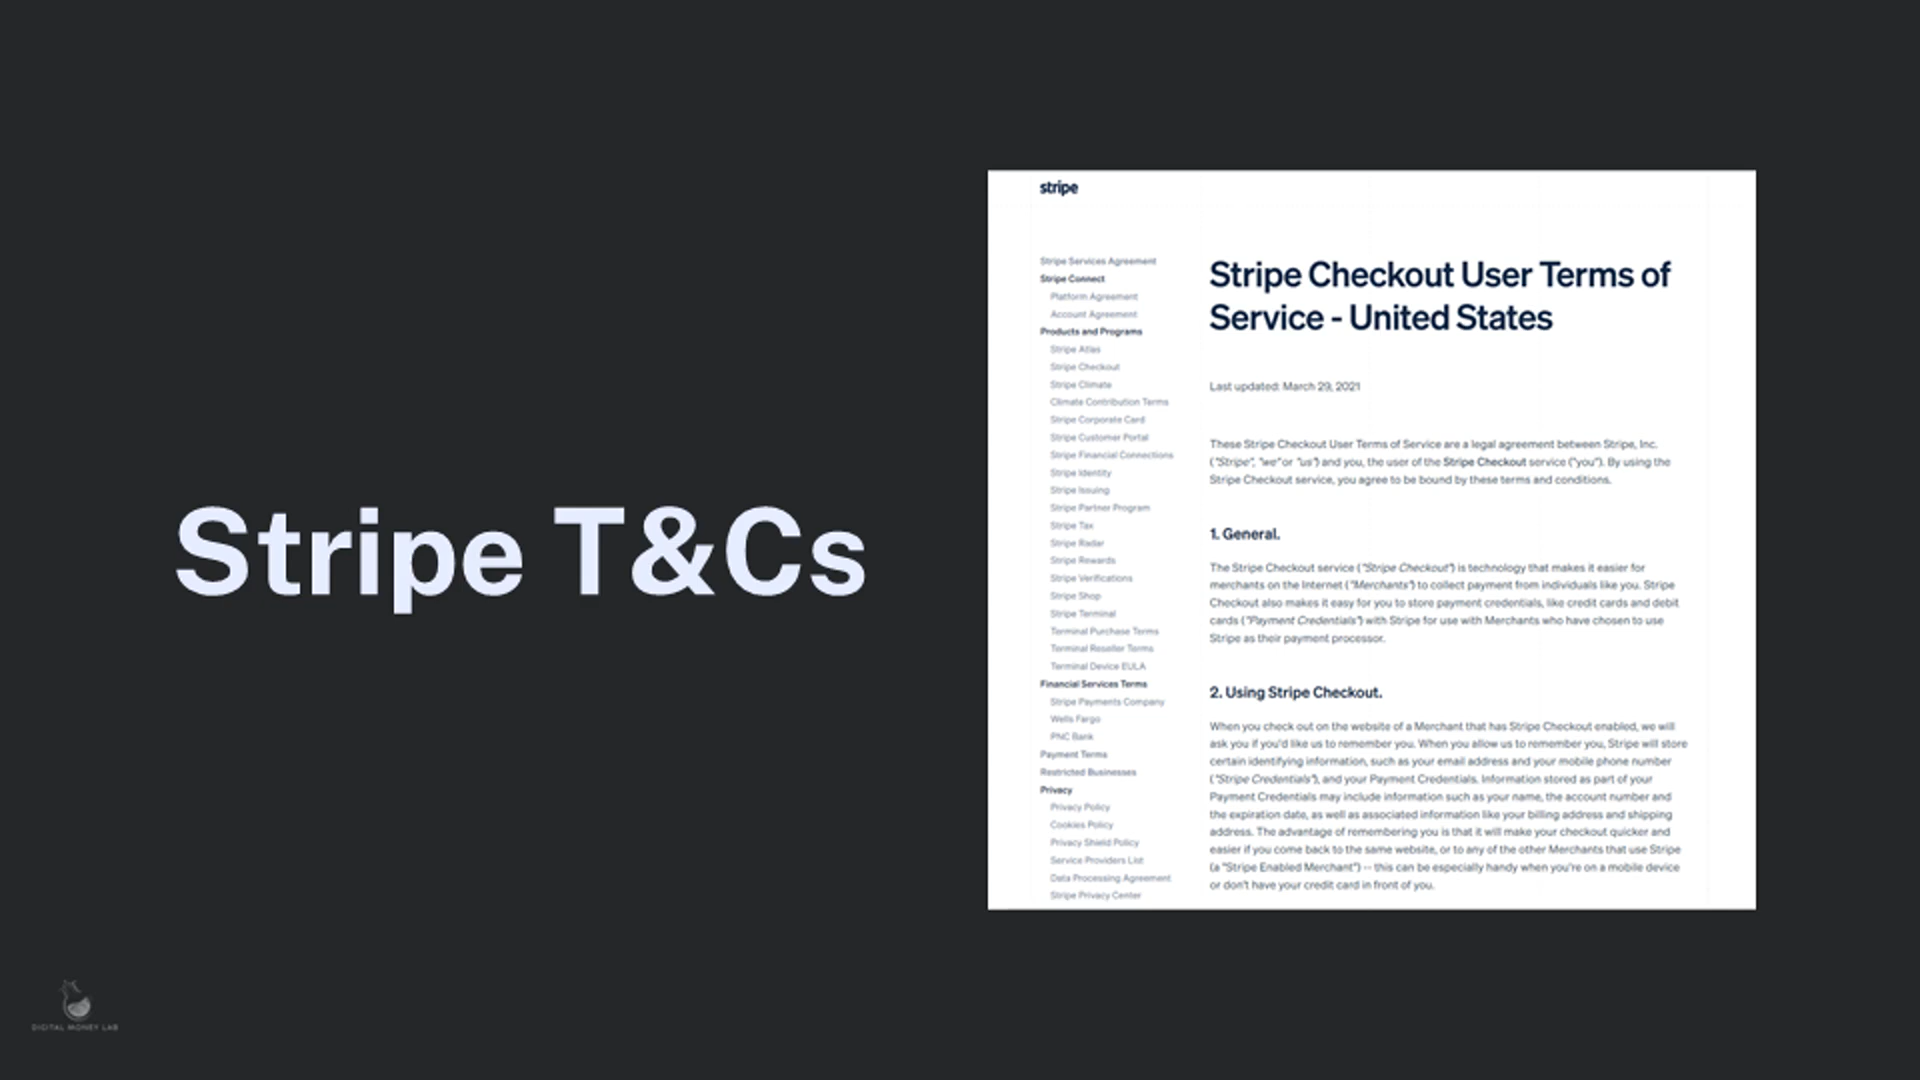 Stripe T&Cs
stripe
Stripe Services Agreement
Stripe Connect
Platform Agreement
Account Agreement
Products and Programs
Stripe Atlas
Stripe Checkout
Stripe Climate
Climate Contribution Terms
Stripe Corporate Card
Stripe Customer Portal
Stripe Financial Connections
Stripe Identity
Stripe Issuing
Stripe Partner Program
Stripe Tax
Stripe Radar
Stripe Rewards
Stripe Verifications
Stripe Shop
Stripe Terminal
Terminal Purchase Terms
Terminal Reseller Terms
Terminal Device EULA
Financial Services Terms
Stripe Payments Company
Wells Fargo
PNC Bank
Payment Terms
Restricted Businesses
Privacy
Privacy Policy
Cookies Policy
Privacy Shield Policy
Service Providers List
Data Processing Agreement
Stripe Privacy Center
Stripe Checkout User Terms of
Service - United States
Last updated: March 29, 2021
These Stripe Checkout User Terms of Service are a legal agreement between Stripe, Inc.
("Stripe", "we" or "us") and you, the user of the Stripe Checkout service ("you"). By using the
Stripe Checkout service, you agree to be bound by these terms and conditions.
1. General.
The Stripe Checkout service ("Stripe Checkout") is technology that makes it easier for
merchants on the Internet ("Merchants") to collect payment from individuals like you. Stripe
Checkout also makes it easy for you to store payment credentials, like credit cards and debit
cards ("Payment Credentials") with Stripe for use with Merchants who have chosen to use
Stripe as their payment processor.
2. Using Stripe Checkout.
When you check out on the website of a Merchant that has Stripe Checkout enabled, we will
ask you if you'd like us to remember you. When you allow us to remember you, Stripe will store
certain identifying information, such as your email address and your mobile phone number
("Stripe Credentials"), and your Payment Credentials. Information stored as part of your
Payment Credentials may include information such as your name, the account number and
the expiration date, as well as associated information like your billing address and shipping
address. The advantage of remembering you is that it will make your checkout quicker and
easier if you come back to the same website, or to any of the other Merchants that use Stripe
(a "Stripe Enabled Merchant") -- this can be especially handy when you're on a mobile device
or don't have your credit card in front of you.
DIGITAL MONEY LAB